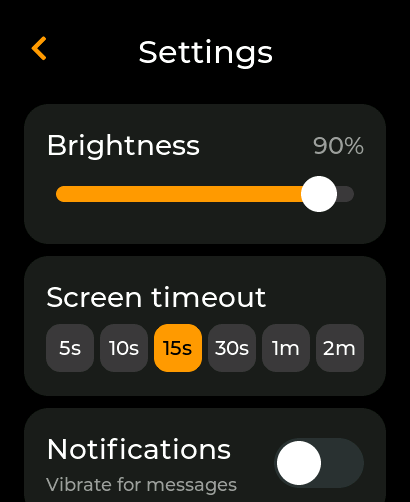 Settings
Brightness 90%
Screen timeout
5s 10s 15s 30s 1m 2m
Notifications
Vibrate for messages